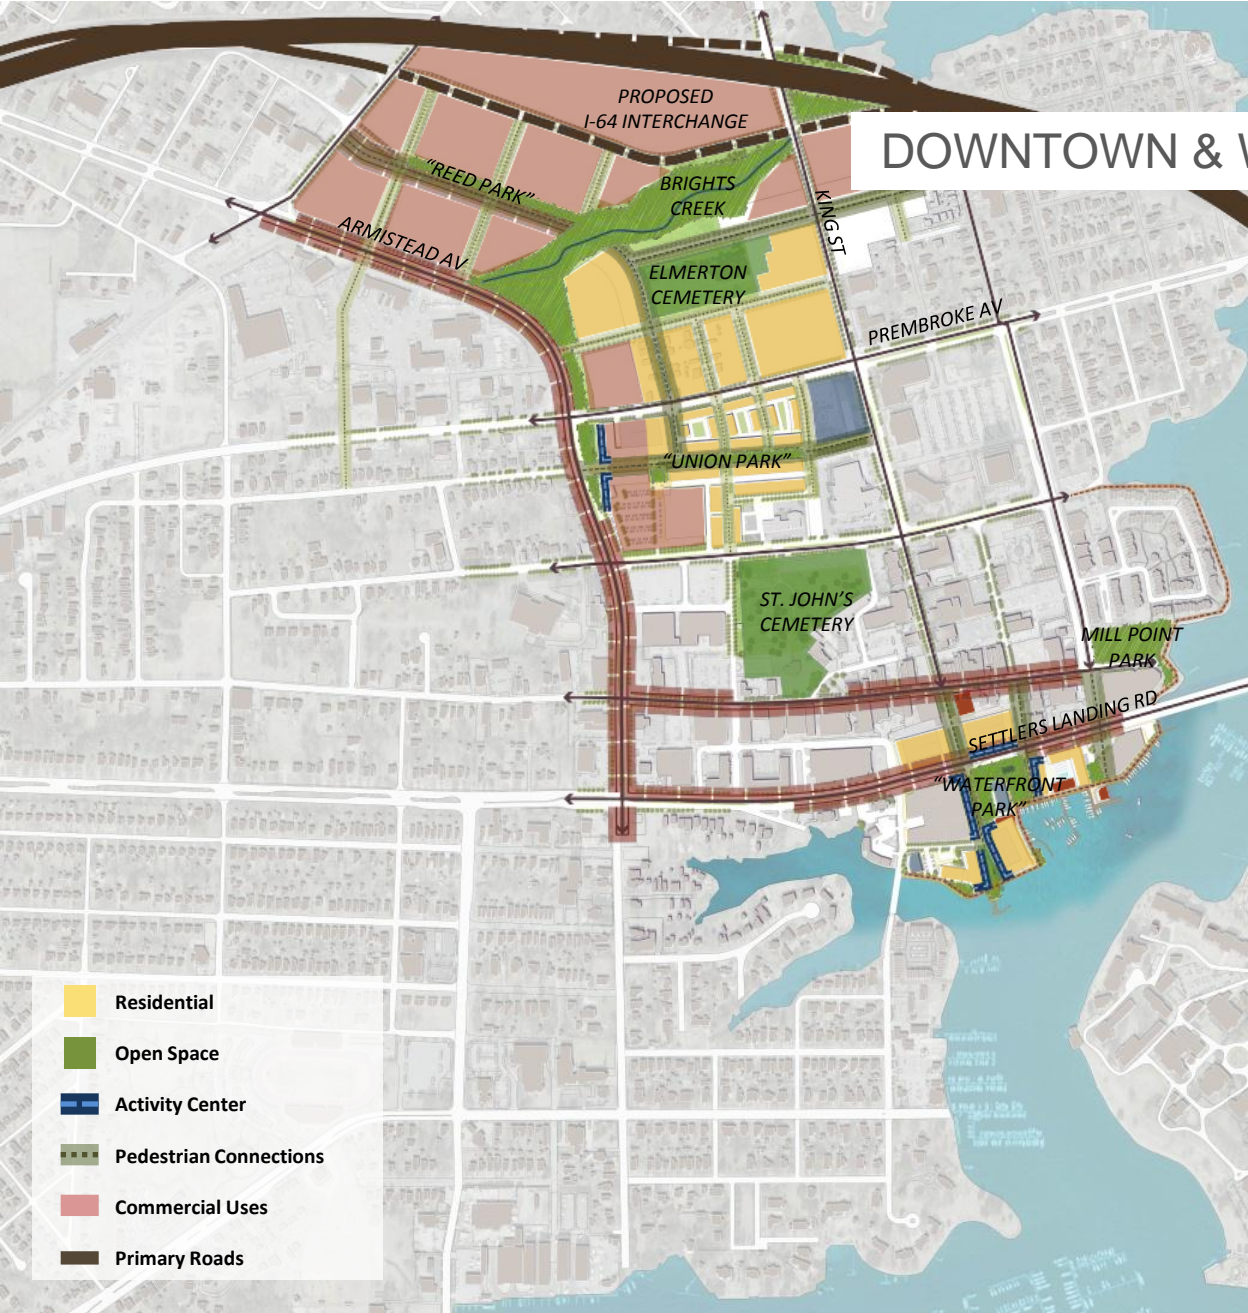 PROPOSED
I-64 INTERCHANGE
DOWNTOWN & W
"REED PARK"
BRIGHTS
CREEK
KING ST
ARMISTEAD AV
ELMERTON
CEMETERY
PREMBROKE AV
"UNION PARK"
ST. JOHN'S
CEMETERY
MILL POINT
PARK
SETTLERS LANDING RD
"WATERFRONT
PARK"
Residential
Open Space
Activity Center
Pedestrian Connections
Commercial Uses
Primary Roads